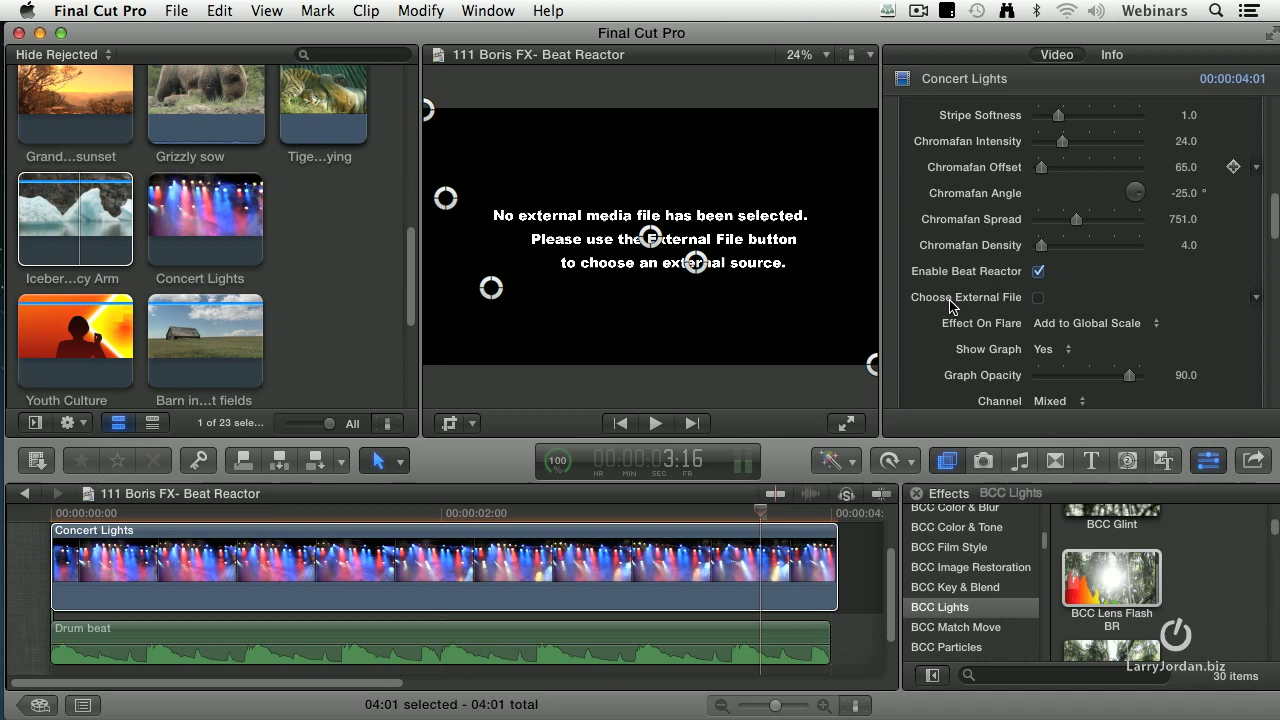 Final Cut Pro File Edit View Mark Clip Modify Window Help Webinars
Final Cut Pro
Hide Rejected
111 Boris FX- Beat Reactor 24%
Video Info
Concert Lights 00:00:04:01
Grand...sunset Grizzly sow Tige...ying
Iceber...cy Arm Concert Lights
Youth Culture Barn in...t fields
1 of 23 sele... All
No external media file has been selected.
Please use the External File button
to choose an external source.
Stripe Softness 1.0
Chromafan Intensity 24.0
Chromafan Offset 65.0
Chromafan Angle -25.0 °
Chromafan Spread 751.0
Chromafan Density 4.0
Enable Beat Reactor
Choose External File
Effect On Flare Add to Global Scale
Show Graph Yes
Graph Opacity 90.0
Channel Mixed
100 % 00:00:03:16
HR MIN SEC FR
111 Boris FX- Beat Reactor
00:00:00:00 00:00:02:00 00:00:04:
Concert Lights
Drum beat
Effects BCC Lights
BCC Color & Blur
BCC Color & Tone
BCC Film Style
BCC Image Restoration
BCC Key & Blend
BCC Lights
BCC Match Move
BCC Particles
BCC Glint
BCC Lens Flash
BR
LarryJordan.biz
30 items
04:01 selected - 04:01 total